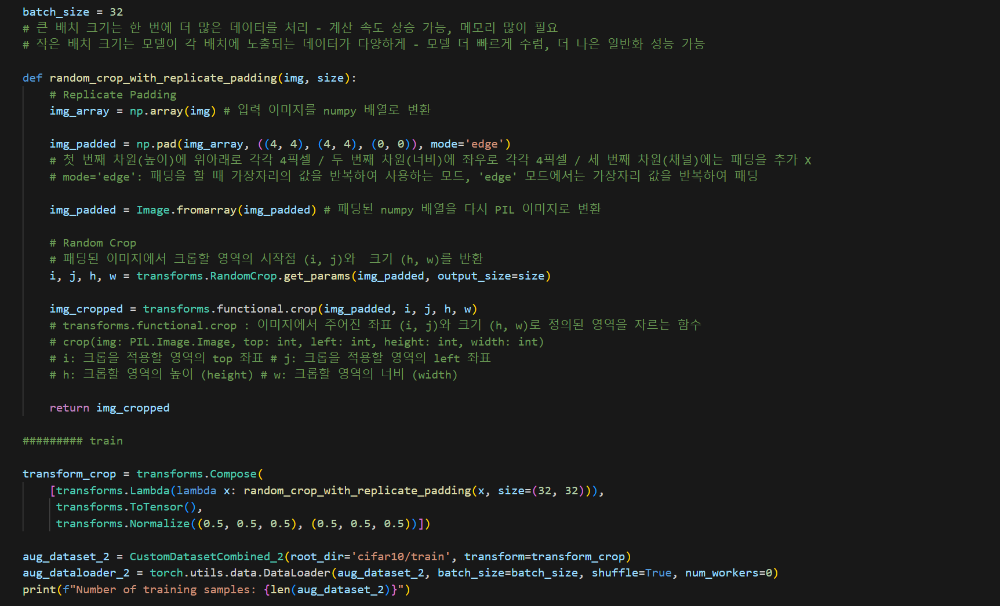 batch_size = 32
# 큰 배치 크기는 한 번에 더 많은 데이터를 처리 - 계산 속도 상승 가능, 메모리 많이 필요
# 작은 배치 크기는 모델이 각 배치에 노출되는 데이터가 다양하게 - 모델 더 빠르게 수렴, 더 나은 일반화 성능 가능
def random_crop_with_replicate_padding(img, size):
# Replicate Padding
img_array = np.array(img) # 입력 이미지를 numpy 배열로 변환
img_padded = np.pad(img_array, ((4, 4), (4, 4), (0, 0)), mode='edge')
# 첫 번째 차원(높이)에 위아래로 각각 4픽셀 / 두 번째 차원(너비)에 좌우로 각각 4픽셀 / 세 번째 차원(채널)에는 패딩을 추가 X
# mode='edge': 패딩을 할 때 가장자리의 값을 반복하여 사용하는 모드, 'edge' 모드에서는 가장자리 값을 반복하여 패딩
img_padded = Image.fromarray(img_padded) # 패딩된 numpy 배열을 다시 PIL 이미지로 변환
# Random Crop
# 패딩된 이미지에서 크롭할 영역의 시작점 (i, j)와  크기 (h, w)를 반환
i, j, h, w = transforms.RandomCrop.get_params(img_padded, output_size=size)
img_cropped = transforms.functional.crop(img_padded, i, j, h, w)
# transforms.functional.crop : 이미지에서 주어진 좌표 (i, j)와 크기 (h, w)로 정의된 영역을 자르는 함수
# crop(img: PIL.Image.Image, top: int, left: int, height: int, width: int)
# i: 크롭을 적용할 영역의 top 좌표 # j: 크롭을 적용할 영역의 left 좌표
# h: 크롭할 영역의 높이 (height) # w: 크롭할 영역의 너비 (width)
return img_cropped
######### train
transform_crop = transforms.Compose(
[transforms.Lambda(lambda x: random_crop_with_replicate_padding(x, size=(32, 32))),
transforms.ToTensor(),
transforms.Normalize((0.5, 0.5, 0.5), (0.5, 0.5, 0.5))])
aug_dataset_2 = CustomDatasetCombined_2(root_dir='cifar10/train', transform=transform_crop)
aug_dataloader_2 = torch.utils.data.DataLoader(aug_dataset_2, batch_size=batch_size, shuffle=True, num_workers=0)
print(f"Number of training samples: {len(aug_dataset_2)}")